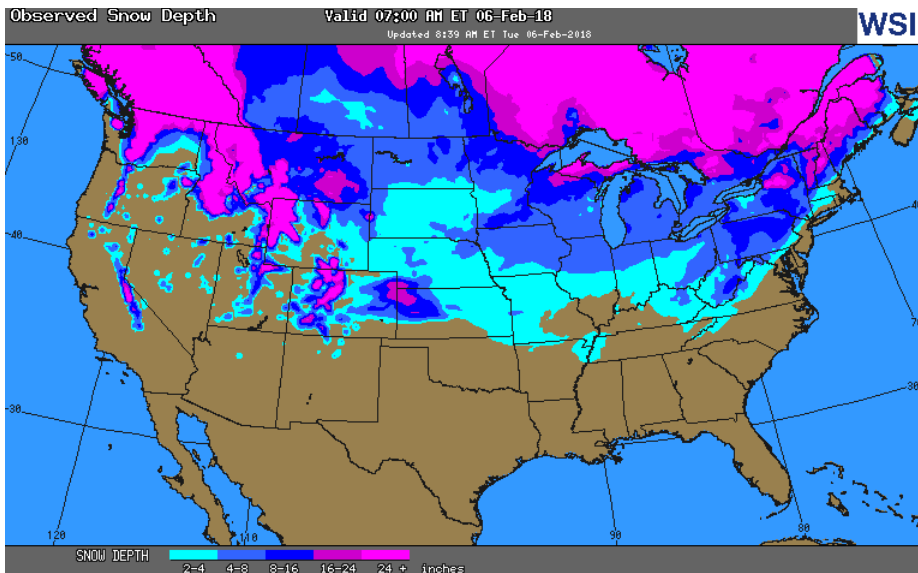 Observed Snow Depth
Valid 07:00 AM ET 06-Feb-18
Updated 8:39 AM ET Tue 06-Feb-2018
WSI
50
130
40
30
30
120
110
90
80
SNOW DEPTH
2-4 4-8 8-16 16-24 24 + inches